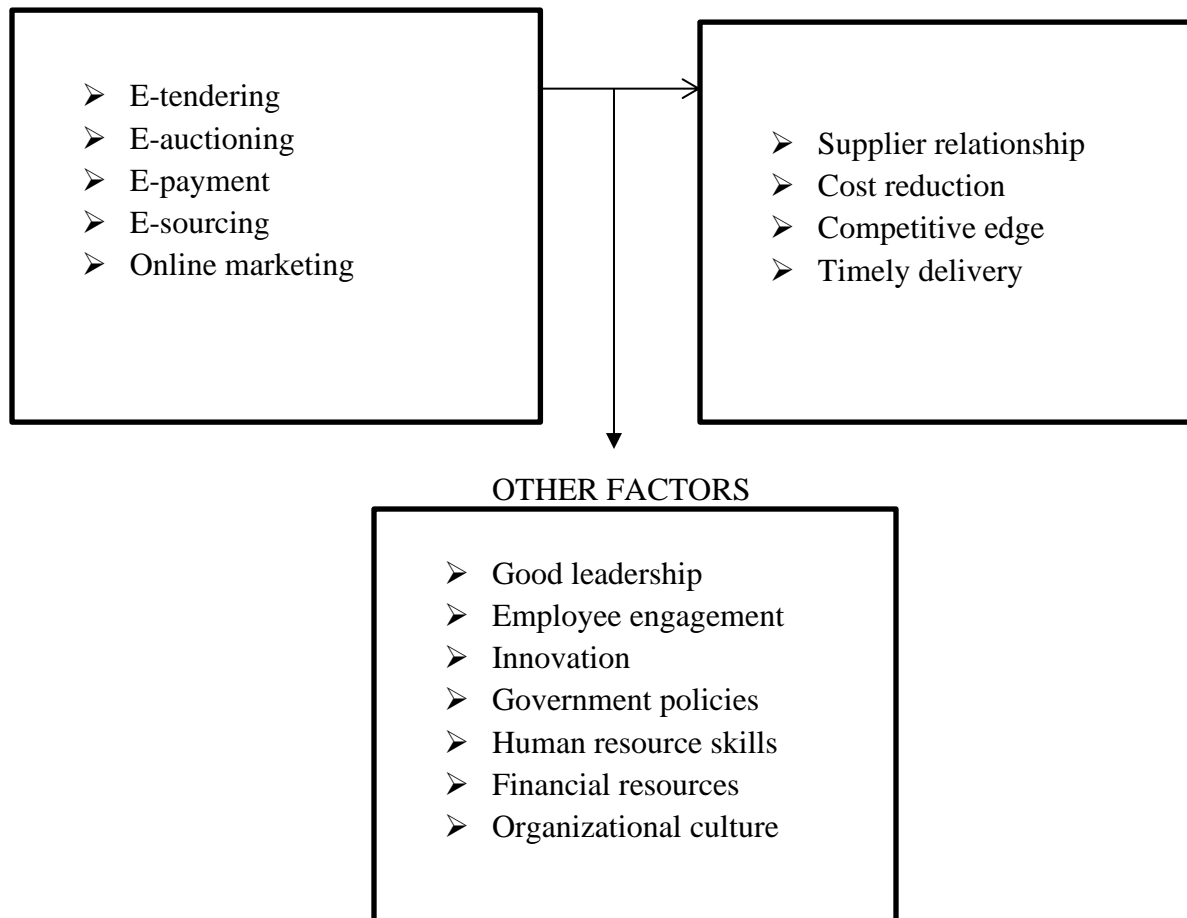 ➢ E-tendering
➢ E-auctioning
➢ E-payment
➢ E-sourcing
➢ Online marketing
➢ Supplier relationship
➢ Cost reduction
➢ Competitive edge
➢ Timely delivery
OTHER FACTORS
➢ Good leadership
➢ Employee engagement
➢ Innovation
➢ Government policies
➢ Human resource skills
➢ Financial resources
➢ Organizational culture